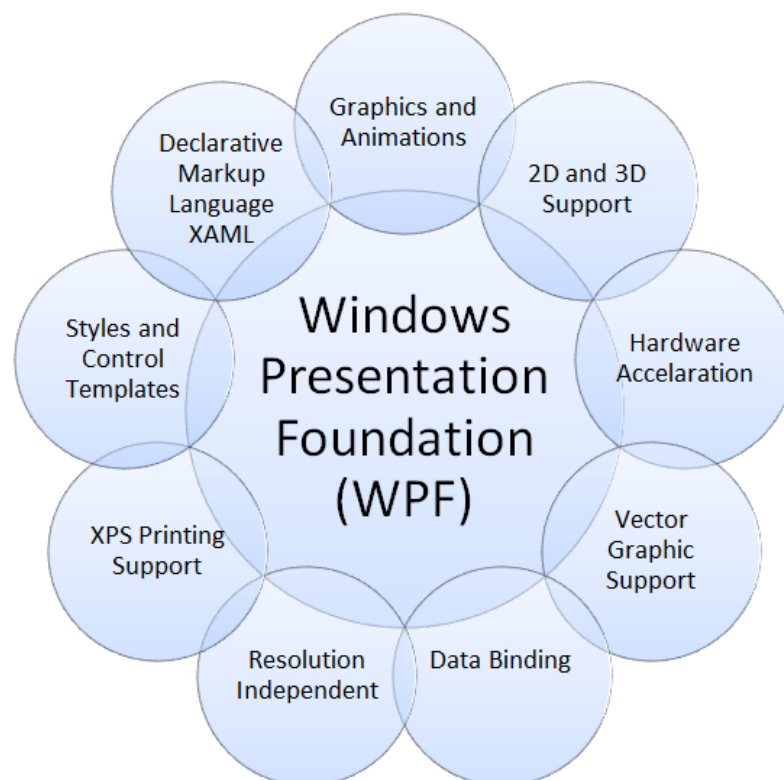 Graphics and
Animations
2D and 3D
Support
Hardware
Accelaration
Vector
Graphic
Support
Data Binding
Resolution
Independent
XPS Printing
Support
Styles and
Control
Templates
Declarative
Markup
Language
XAML
Windows
Presentation
Foundation
(WPF)